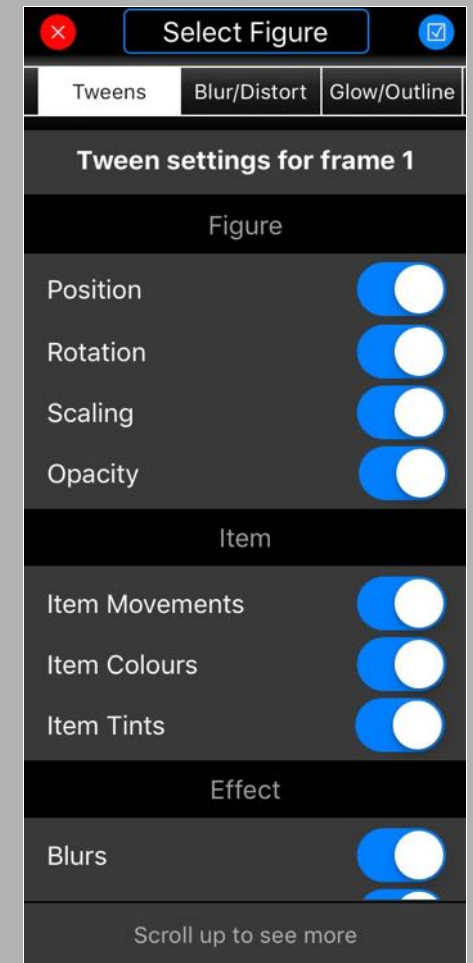 Select Figure
Tweens
Blur/Distort
Glow/Outline
Tween settings for frame 1
Figure
Position
Rotation
Scaling
Opacity
Item
Item Movements
Item Colours
Item Tints
Effect
Blurs
Scroll up to see more